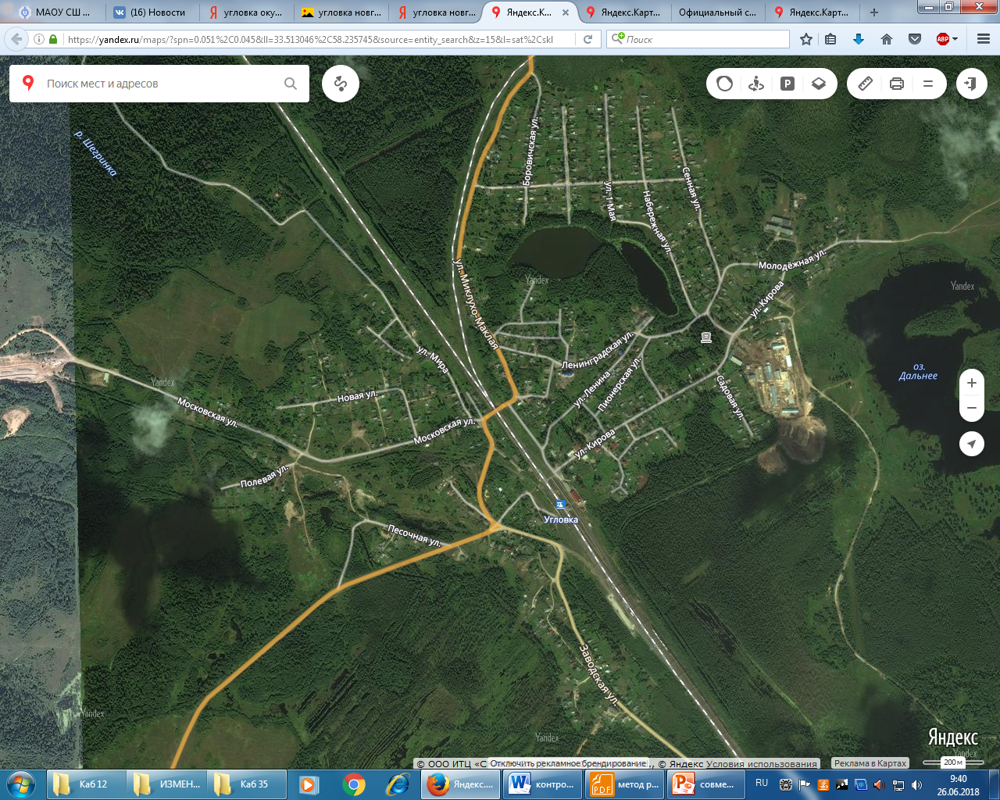 МАОУ СШ ...
(16) Новости
угловка оку...
угловка новг...
угловка новг...
Яндекс.К...
Яндекс.Карт...
Официальный с...
Яндекс.Карт...
https://yandex.ru/maps/?spn=0.051%2C0.045&ll=33.513046%2C58.235745&source=entity_search&z=15&l=sat%2Cskl
Поиск
ABP
Поиск мест и адресов
P
р. Шегринка
Боровичская ул.
ул. 1 Мая
Набережная ул.
Сенная ул.
Молодёжная ул.
ул. Кирова
ул. Миклухо-Маклая
Yandex
Yandex
оз.
Дальнее
Ленинградская ул.
ул. Ленина
Пионерская ул.
Садовая ул.
ул. Мира
Новая ул.
Yandex
Московская ул.
Московская ул.
ул. Кирова
Полевая ул.
Угловка
Песочная ул.
Заводская ул.
Yandex
Yandex
Яндекс
Yandex
© ООО ИТЦ «С
Отключить рекламное брендирование
., © Яндекс Условия использования
Реклама в Картах
200 м
Каб 12
ИЗМЕН...
Каб 35
Яндекс....
контро...
метод р...
совме...
RU
9:40
26.06.2018